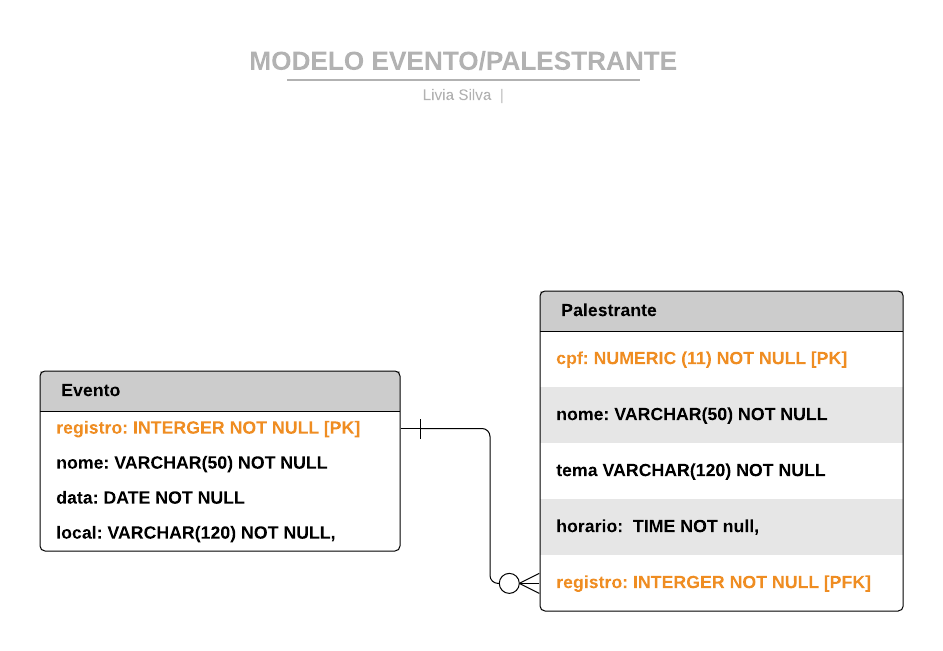 MODELO EVENTO/PALESTRANTE
Livia Silva |
Evento
registro: INTERGER NOT NULL [PK]
nome: VARCHAR(50) NOT NULL
data: DATE NOT NULL
local: VARCHAR(120) NOT NULL,
Palestrante
cpf: NUMERIC (11) NOT NULL [PK]
nome: VARCHAR(50) NOT NULL
tema VARCHAR(120) NOT NULL
horario:  TIME NOT null,
registro: INTERGER NOT NULL [PFK]